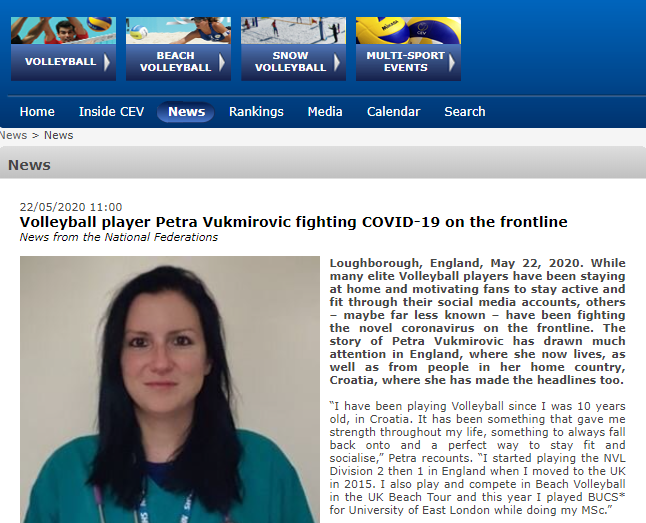 VOLLEYBALL
BEACH
VOLLEYBALL
SNOW
VOLLEYBALL
MULTI-SPORT
EVENTS
Home Inside CEV News Rankings Media Calendar Search
News > News
News
22/05/2020 11:00
Volleyball player Petra Vukmirovic fighting COVID-19 on the frontline
News from the National Federations
Loughborough, England, May 22, 2020. While
many elite Volleyball players have been staying
at home and motivating fans to stay active and
fit through their social media accounts, others
– maybe far less known – have been fighting
the novel coronavirus on the frontline. The
story of Petra Vukmirovic has drawn much
attention in England, where she now lives, as
well as from people in her home country,
Croatia, where she has made the headlines too.
“I have been playing Volleyball since I was 10 years
old, in Croatia. It has been something that gave me
strength throughout my life, something to always fall
back onto and a perfect way to stay fit and
socialise,” Petra recounts. “I started playing the NVL
Division 2 then 1 in England when I moved to the UK
in 2015. I also play and compete in Beach Volleyball
in the UK Beach Tour and this year I played BUCS*
for University of East London while doing my MSc.”